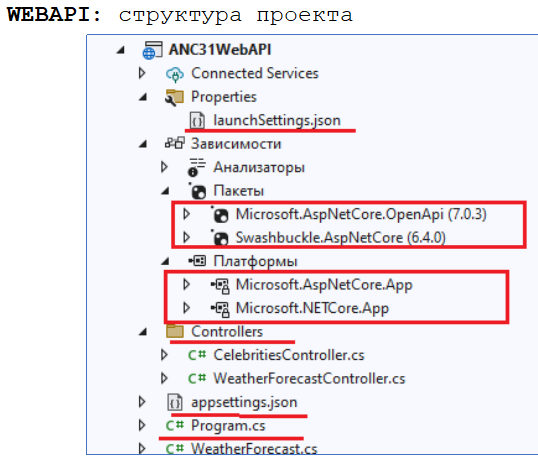 WEBAPI: структура проекта
ANC31WebAPI
Connected Services
Properties
launchSettings.json
Зависимости
Анализаторы
Пакеты
Microsoft.AspNetCore.OpenApi (7.0.3)
Swashbuckle.AspNetCore (6.4.0)
Платформы
Microsoft.AspNetCore.App
Microsoft.NETCore.App
Controllers
C# CelebritiesController.cs
C# WeatherForecastController.cs
appsettings.json
C# Program.cs
C# WeatherForecast.cs